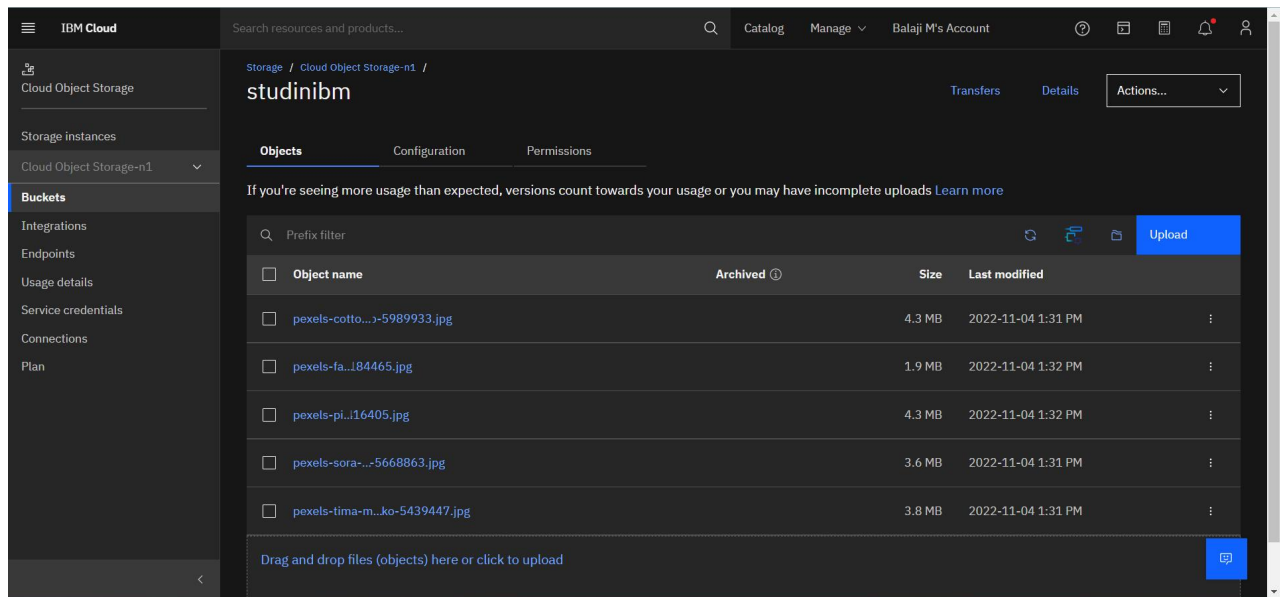 IBM Cloud
Search resources and products...
Catalog
Manage
Balaji M's Account
Cloud Object Storage
Storage instances
Cloud Object Storage-n1
Buckets
Integrations
Endpoints
Usage details
Service credentials
Connections
Plan
Storage / Cloud Object Storage-n1 /
studinibm
Transfers
Details
Actions...
Objects
Configuration
Permissions
If you're seeing more usage than expected, versions count towards your usage or you may have incomplete uploads Learn more
Prefix filter
Upload
Object name Archived Size Last modified
pexels-cotto...o-5989933.jpg 4.3 MB 2022-11-04 1:31 PM
pexels-fa...184465.jpg 1.9 MB 2022-11-04 1:32 PM
pexels-pi...16405.jpg 4.3 MB 2022-11-04 1:32 PM
pexels-sora-...-5668863.jpg 3.6 MB 2022-11-04 1:31 PM
pexels-tima-m...ko-5439447.jpg 3.8 MB 2022-11-04 1:31 PM
Drag and drop files (objects) here or click to upload